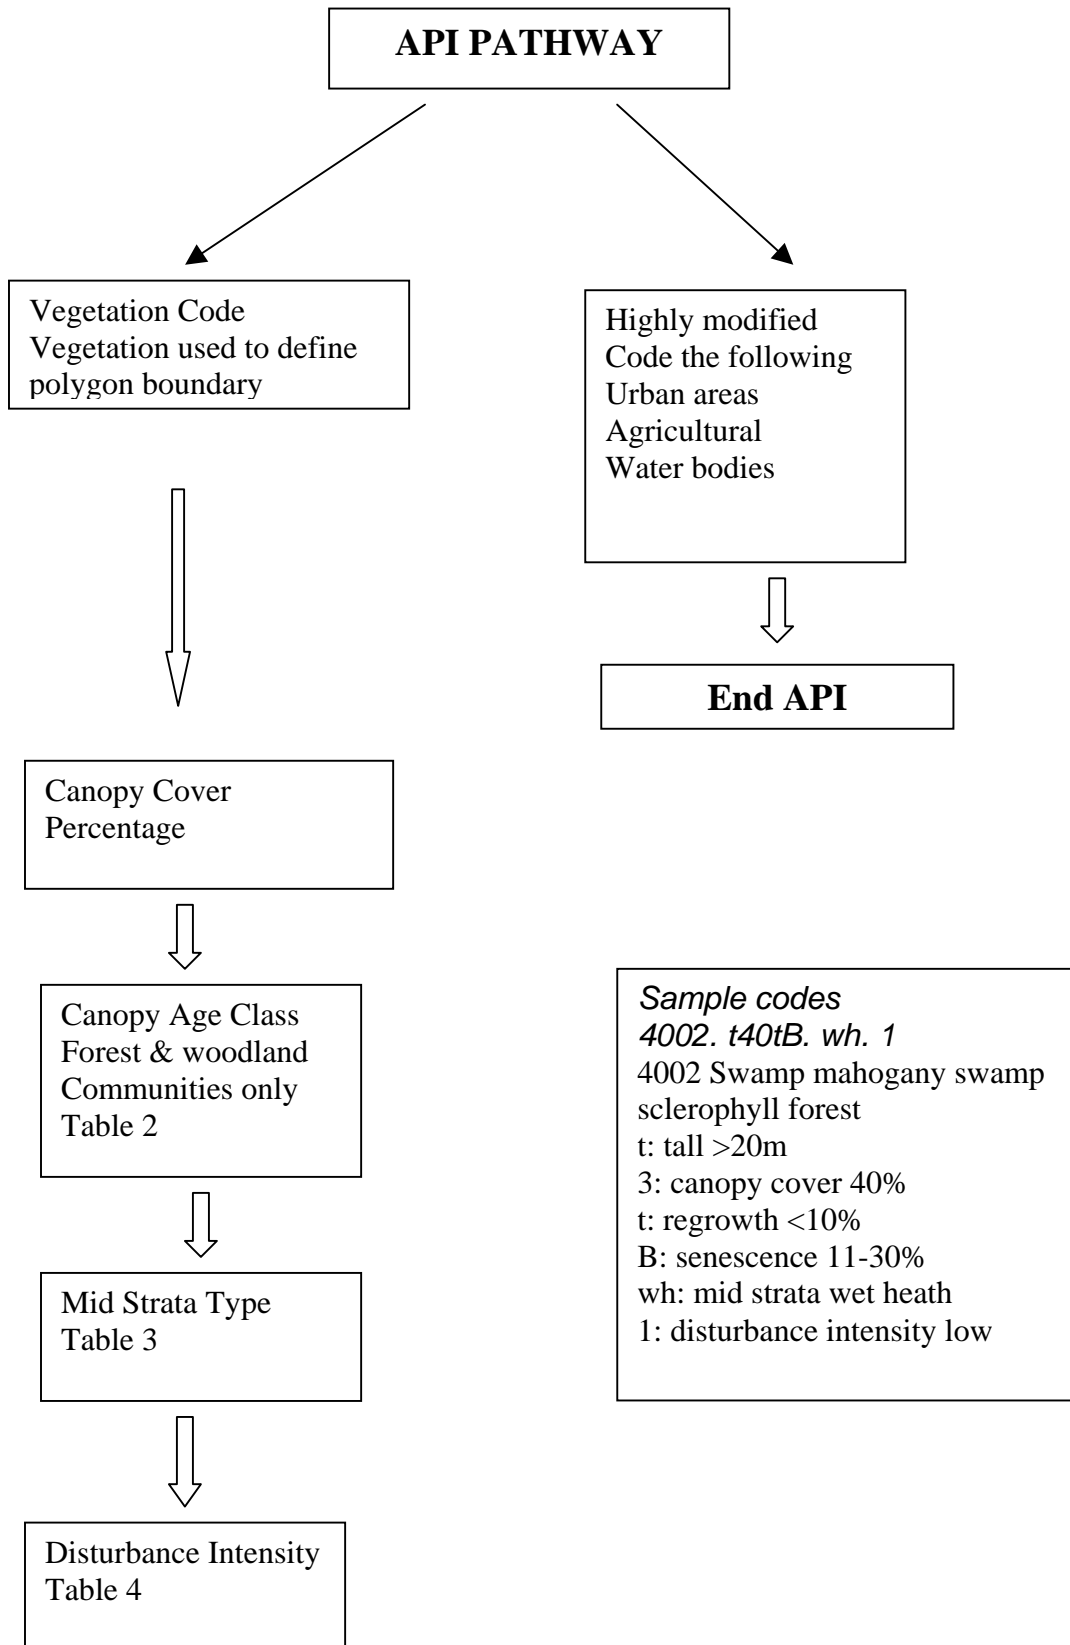 API PATHWAY
Vegetation Code
Vegetation used to define
polygon boundary
Highly modified
Code the following
Urban areas
Agricultural
Water bodies
End API
Canopy Cover
Percentage
Canopy Age Class
Forest & woodland
Communities only
Table 2
Mid Strata Type
Table 3
Disturbance Intensity
Table 4
Sample codes
4002. t40tB. wh. 1
4002 Swamp mahogany swamp
sclerophyll forest
t: tall >20m
3: canopy cover 40%
t: regrowth <10%
B: senescence 11-30%
wh: mid strata wet heath
1: disturbance intensity low